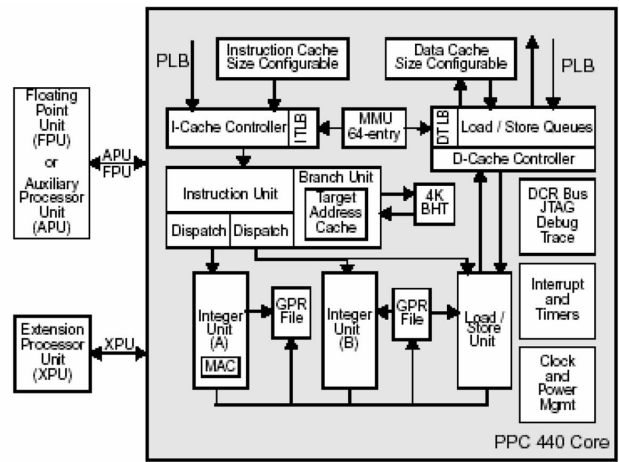 PLB
Instruction Cache
Size Configurable
Data Cache
Size Configurable
PLB
Floating
Point
Unit
(FPU)
or
Auxiliary
Processor
Unit
(APU)
APU
FPU
I-Cache Controller
ITLB
MMU
64-entry
DTLB
Load / Store Queues
D-Cache Controller
Instruction Unit
Branch Unit
Target
Address
Cache
Dispatch
Dispatch
4K
BHT
DCR Bus
JTAG
Debug
Trace
Integer
Unit
(A)
MAC
GPR
File
Integer
Unit
(B)
GPR
File
Load /
Store
Unit
Interrupt
and
Timers
Extension
Processor
Unit
(XPU)
XPU
Clock
and
Power
Mgmt
PPC 440 Core